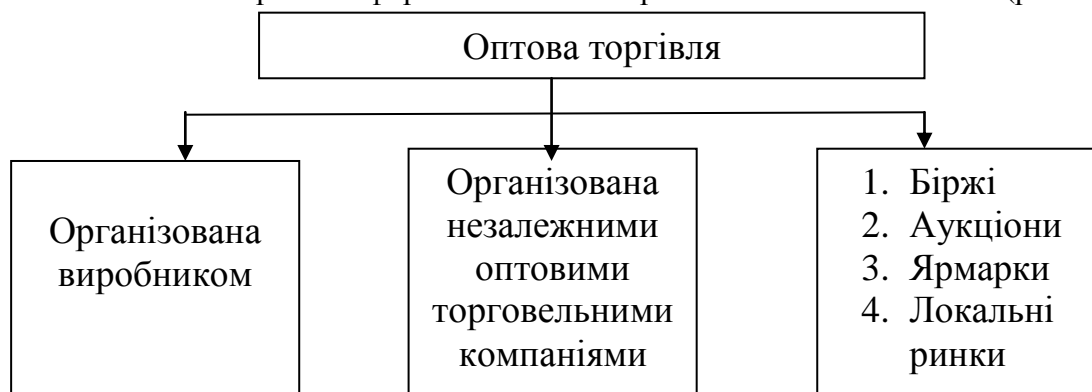 Оптова торгівля
Організована
виробником
Організована
незалежними
оптовими
торговельними
компаніями
1. Біржі
2. Аукціони
3. Ярмарки
4. Локальні
ринки